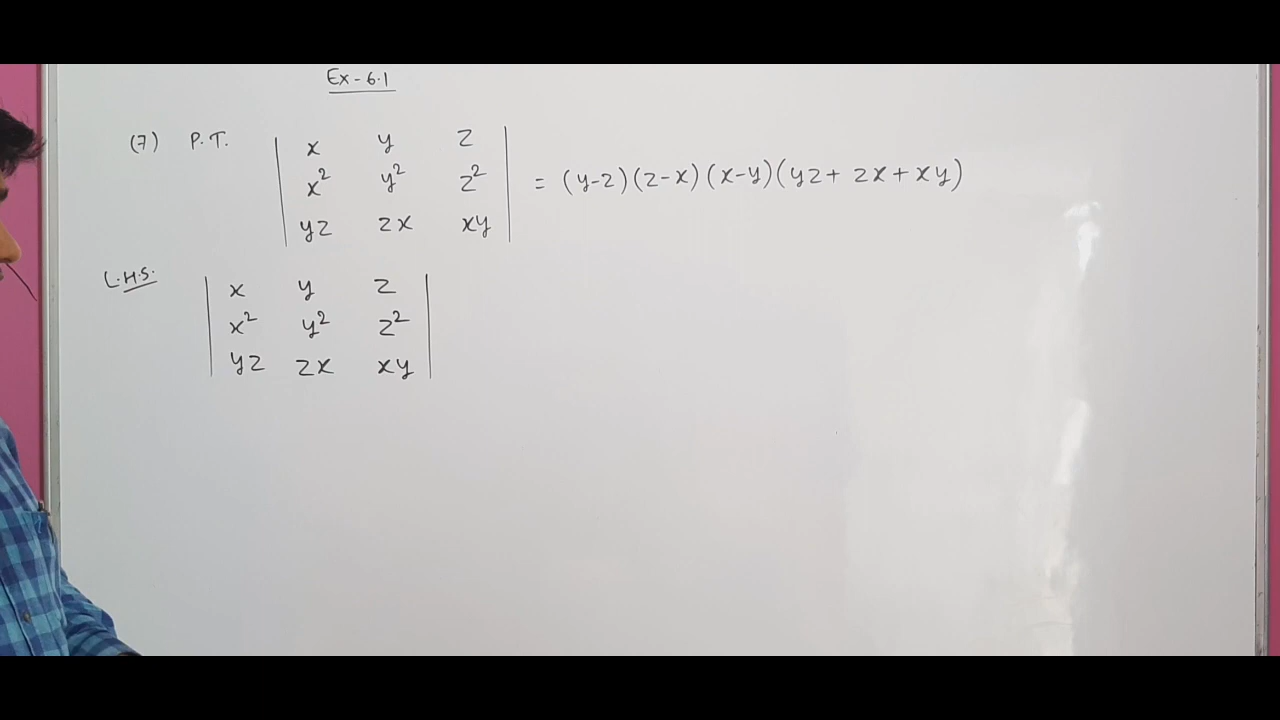 Ex-6.1
(7) P.T. | x y z |
| x² y² z² | = (y-z)(z-x)(x-y)(yz+zx+xy)
| yz zx xy |
L.H.S. | x y z |
| x² y² z² |
| yz zx xy |